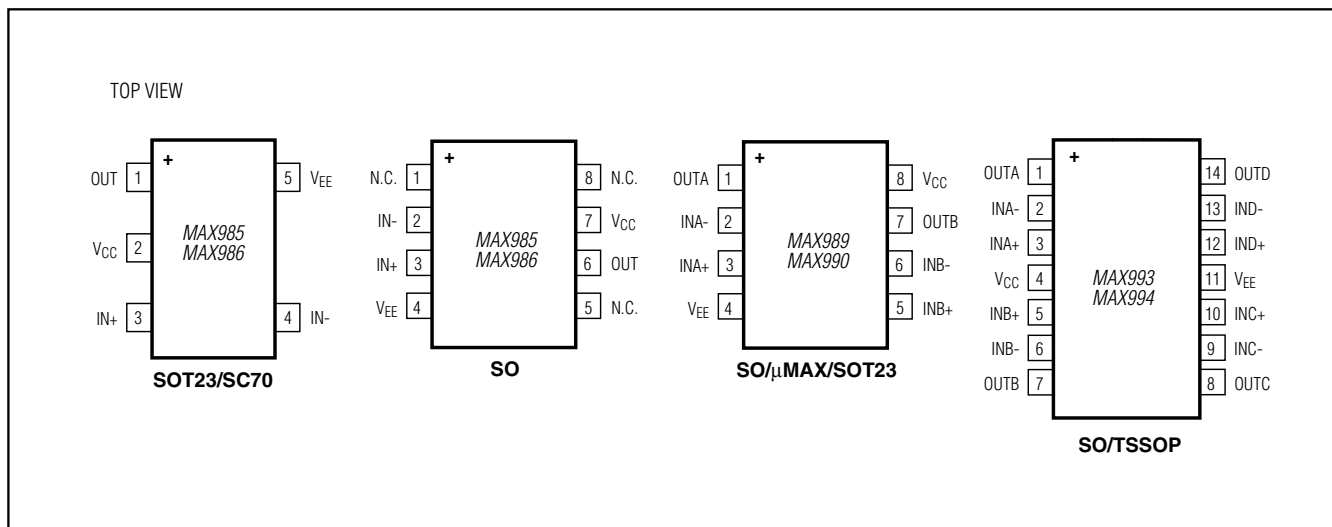 TOP VIEW
+
OUT 1
VCC 2
IN+ 3
5 VEE
4 IN-
MAX985
MAX986
SOT23/SC70
+
N.C. 1
IN- 2
IN+ 3
VEE 4
8 N.C.
7 VCC
6 OUT
5 N.C.
MAX985
MAX986
SO
+
OUTA 1
INA- 2
INA+ 3
VEE 4
8 VCC
7 OUTB
6 INB-
5 INB+
MAX989
MAX990
SO/μMAX/SOT23
+
OUTA 1
INA- 2
INA+ 3
VCC 4
INB+ 5
INB- 6
OUTB 7
14 OUTD
13 IND-
12 IND+
11 VEE
10 INC+
9 INC-
8 OUTC
MAX993
MAX994
SO/TSSOP